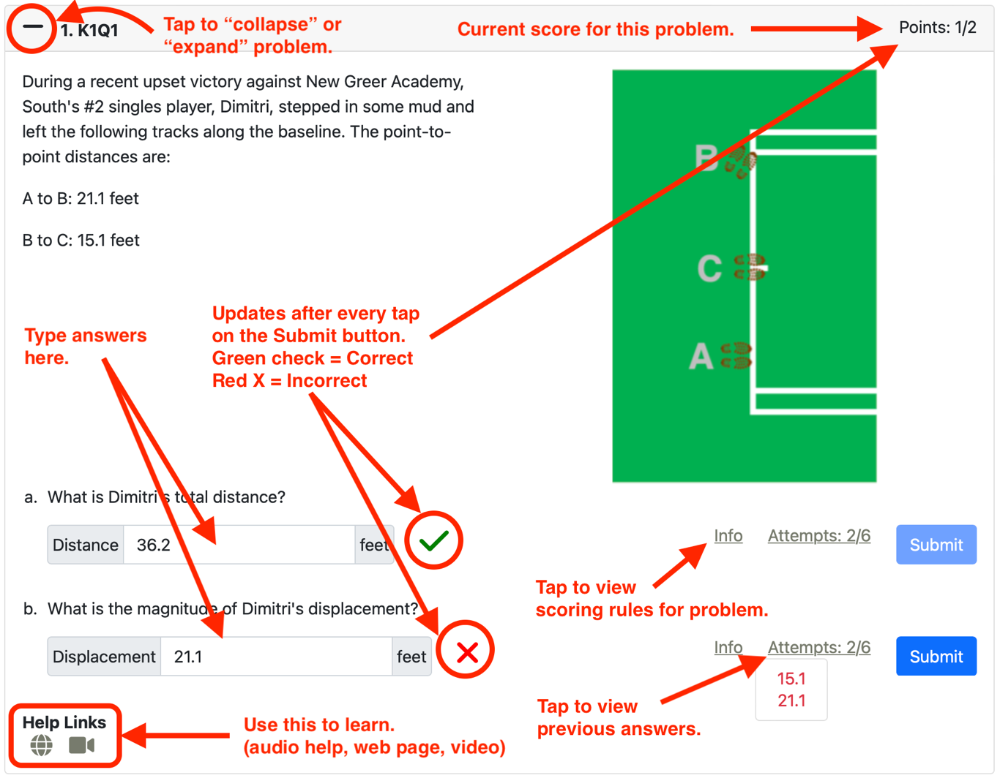 1. K1Q1
Tap to “collapse” or
“expand” problem.
Current score for this problem.
Points: 1/2
During a recent upset victory against New Greer Academy,
South's #2 singles player, Dimitri, stepped in some mud and
left the following tracks along the baseline. The point-to-
point distances are:
A to B: 21.1 feet
B to C: 15.1 feet
B
C
A
Type answers
here.
Updates after every tap
on the Submit button.
Green check = Correct
Red X = Incorrect
a. What is Dimitri's total distance?
Distance 36.2 feet
Info Attempts: 2/6 Submit
Tap to view
scoring rules for problem.
b. What is the magnitude of Dimitri's displacement?
Displacement 21.1 feet
Info Attempts: 2/6 Submit
15.1
21.1
Tap to view
previous answers.
Help Links
Use this to learn.
(audio help, web page, video)